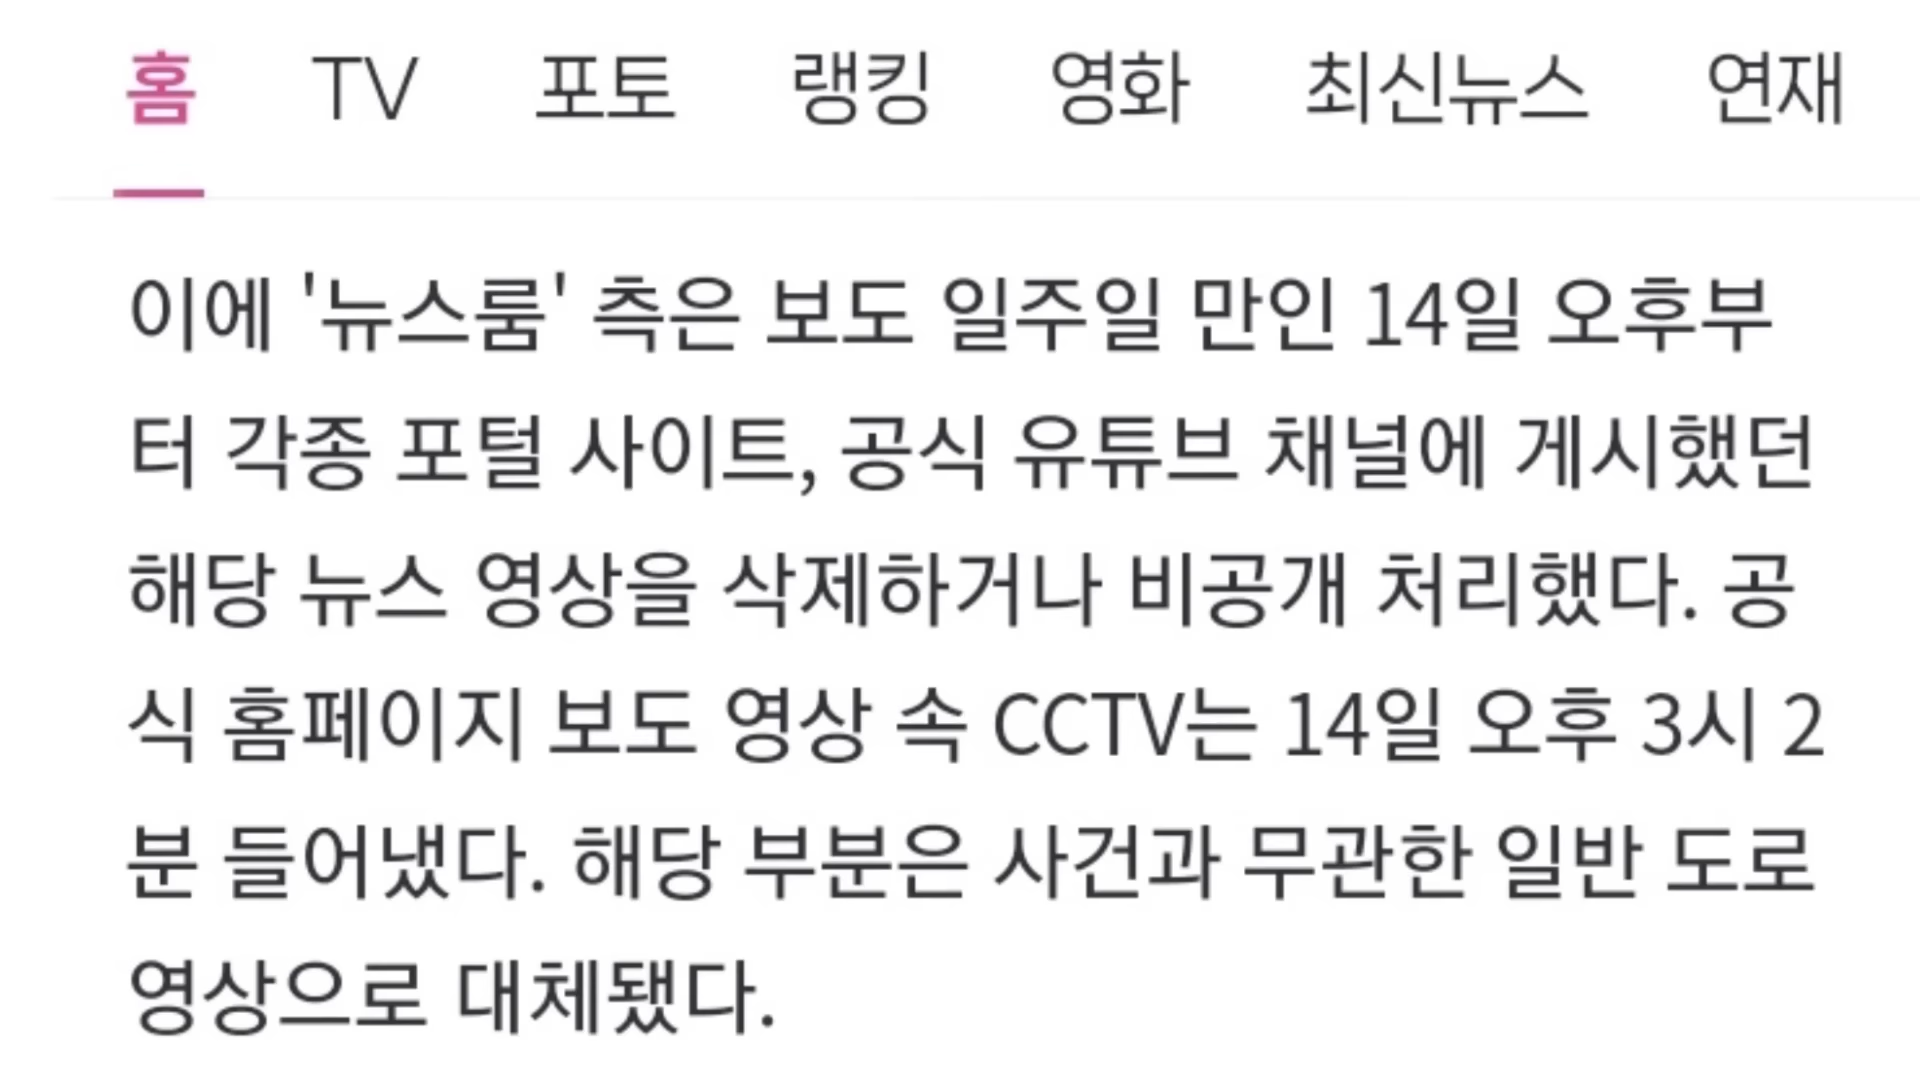 홈 TV 포토 랭킹 영화 최신뉴스 연재
이에 '뉴스룸' 측은 보도 일주일 만인 14일 오후부
터 각종 포털 사이트, 공식 유튜브 채널에 게시했던
해당 뉴스 영상을 삭제하거나 비공개 처리했다. 공
식 홈페이지 보도 영상 속 CCTV는 14일 오후 3시 2
분 들어냈다. 해당 부분은 사건과 무관한 일반 도로
영상으로 대체됐다.